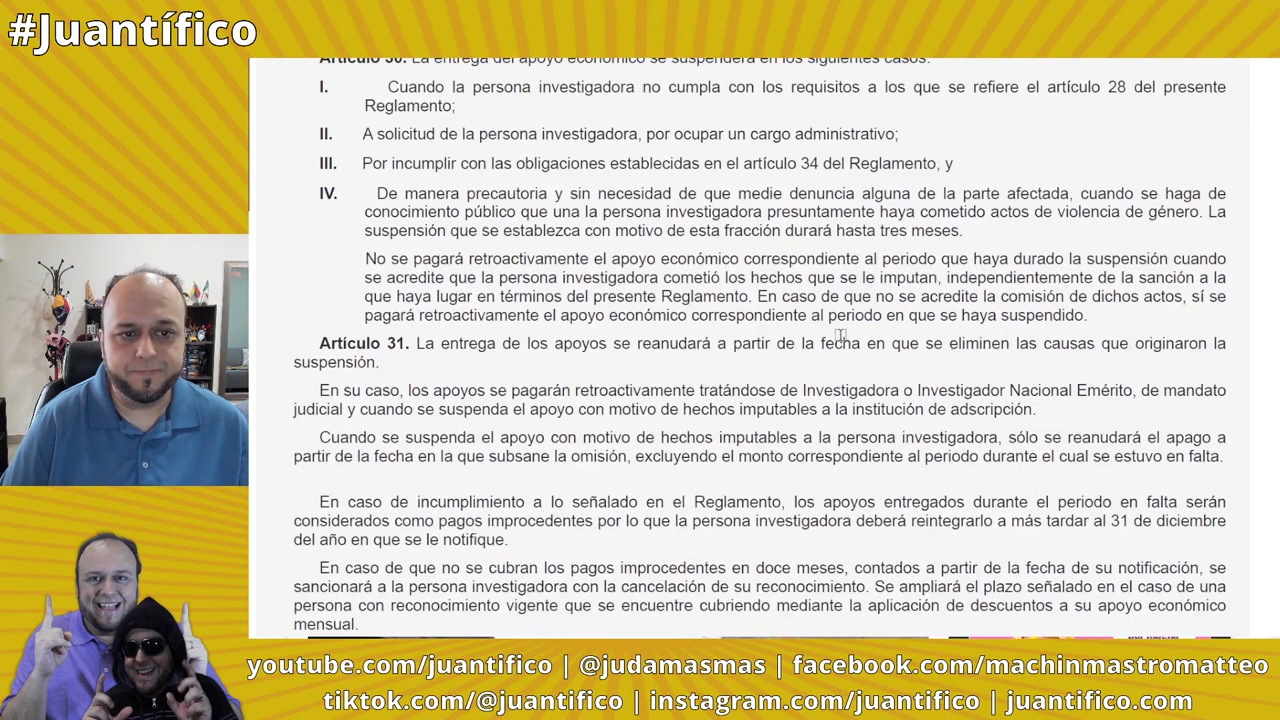 #Juantífico
Artículo 30. La entrega del apoyo económico se suspenderá en los siguientes casos:
I. Cuando la persona investigadora no cumpla con los requisitos a los que se refiere el artículo 28 del presente
Reglamento;
II. A solicitud de la persona investigadora, por ocupar un cargo administrativo;
III. Por incumplir con las obligaciones establecidas en el artículo 34 del Reglamento, y
IV. De manera precautoria y sin necesidad de que medie denuncia alguna de la parte afectada, cuando se haga de
conocimiento público que una la persona investigadora presuntamente haya cometido actos de violencia de género. La
suspensión que se establezca con motivo de esta fracción durará hasta tres meses.
No se pagará retroactivamente el apoyo económico correspondiente al periodo que haya durado la suspensión cuando
se acredite que la persona investigadora cometió los hechos que se le imputan, independientemente de la sanción a la
que haya lugar en términos del presente Reglamento. En caso de que no se acredite la comisión de dichos actos, sí se
pagará retroactivamente el apoyo económico correspondiente al periodo en que se haya suspendido.
Artículo 31. La entrega de los apoyos se reanudará a partir de la fecha en que se eliminen las causas que originaron la
suspensión.
En su caso, los apoyos se pagarán retroactivamente tratándose de Investigadora o Investigador Nacional Emérito, de mandato
judicial y cuando se suspenda el apoyo con motivo de hechos imputables a la institución de adscripción.
Cuando se suspenda el apoyo con motivo de hechos imputables a la persona investigadora, sólo se reanudará el apago a
partir de la fecha en la que subsane la omisión, excluyendo el monto correspondiente al periodo durante el cual se estuvo en falta.
En caso de incumplimiento a lo señalado en el Reglamento, los apoyos entregados durante el periodo en falta serán
considerados como pagos improcedentes por lo que la persona investigadora deberá reintegrarlo a más tardar al 31 de diciembre
del año en que se le notifique.
En caso de que no se cubran los pagos improcedentes en doce meses, contados a partir de la fecha de su notificación, se
sancionará a la persona investigadora con la cancelación de su reconocimiento. Se ampliará el plazo señalado en el caso de una
persona con reconocimiento vigente que se encuentre cubriendo mediante la aplicación de descuentos a su apoyo económico
mensual.
youtube.com/juantifico | @judamasmas | facebook.com/machinmastromatteo
tiktok.com/@juantifico | instagram.com/juantifico | juantifico.com